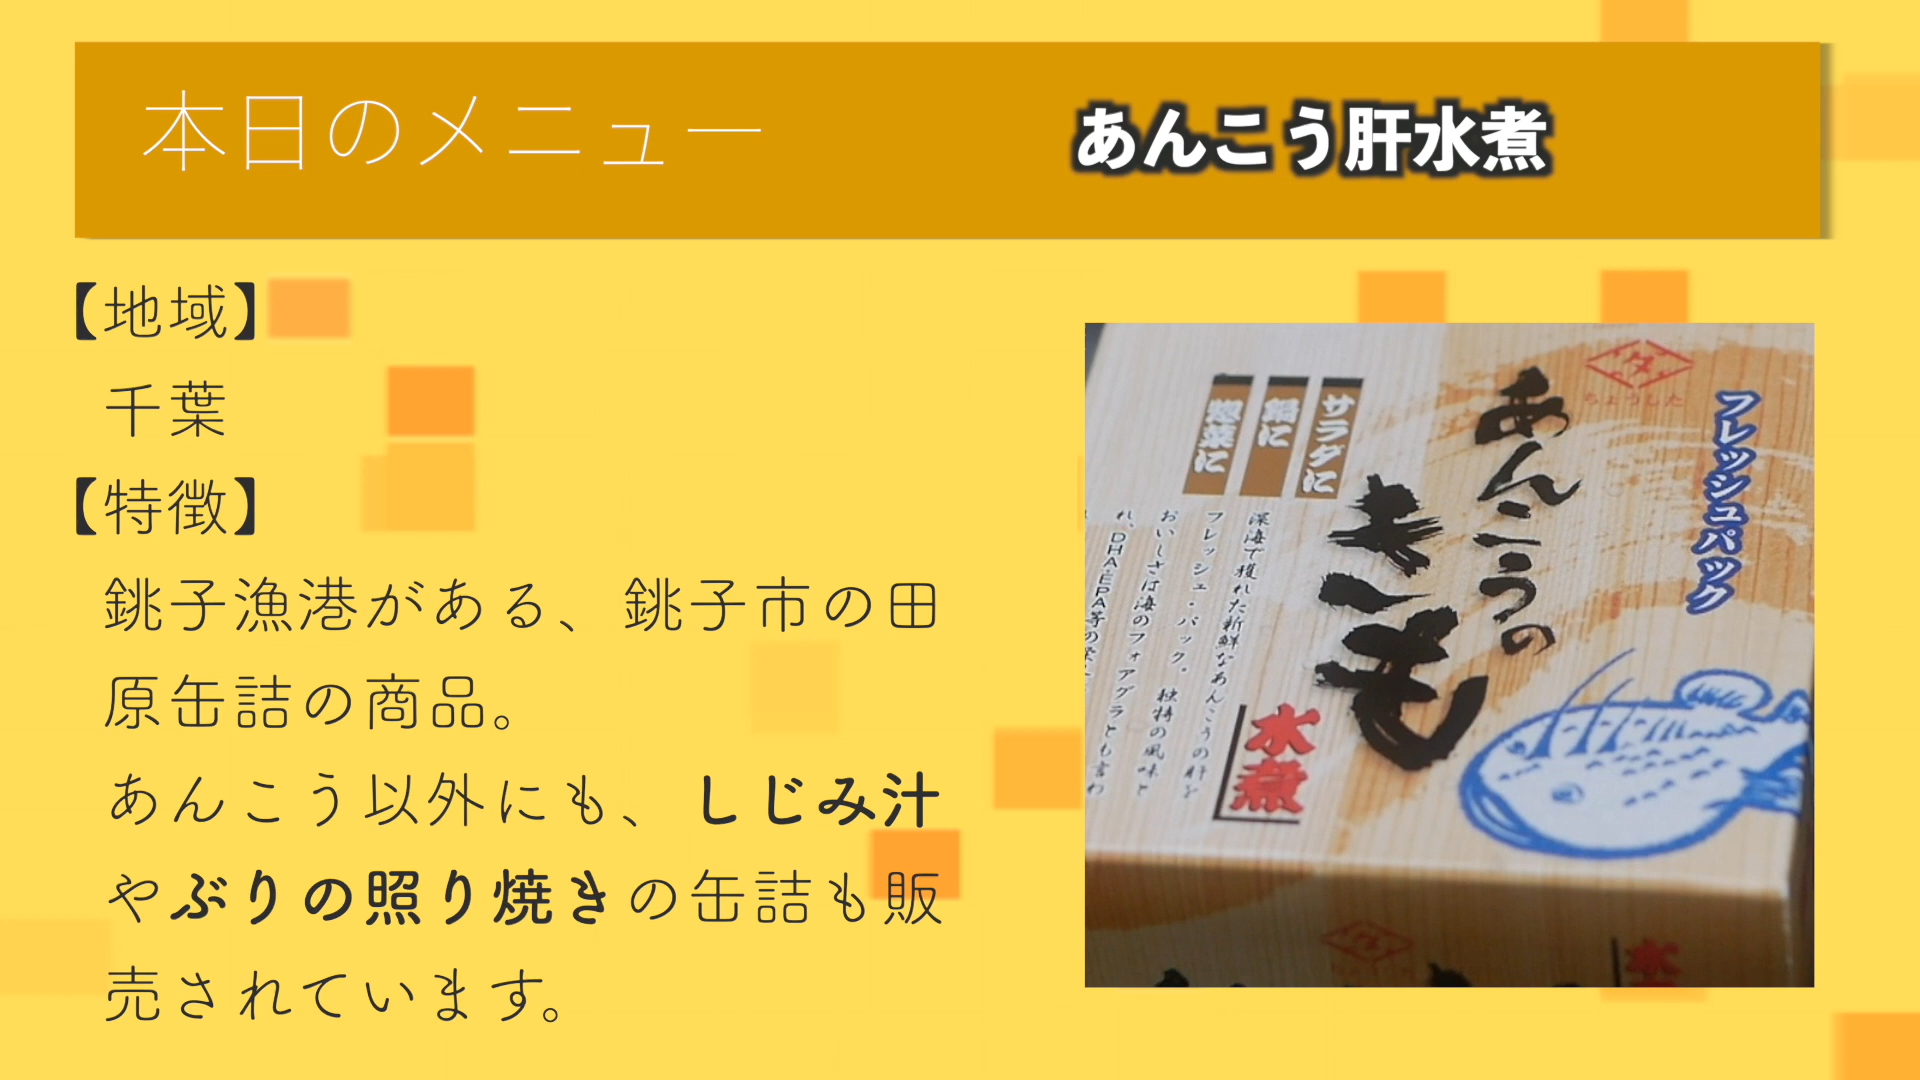 本日のメニュー
あんこう肝水煮
【地域】
千葉
【特徴】
銚子漁港がある、銚子市の田
原缶詰の商品。
あんこう以外にも、しじみ汁
やぶりの照り焼きの缶詰も販
売されています。
フレッシュパック
ちょうした
あんこうの
きも
水煮
サラダに
鍋に
惣菜に
深海で獲れた新鮮なあんこうの肝を
フレッシュ・パック。独特の風味と
おいしさは海のフォアグラとも言わ
れ、DHA・EPA等の
水